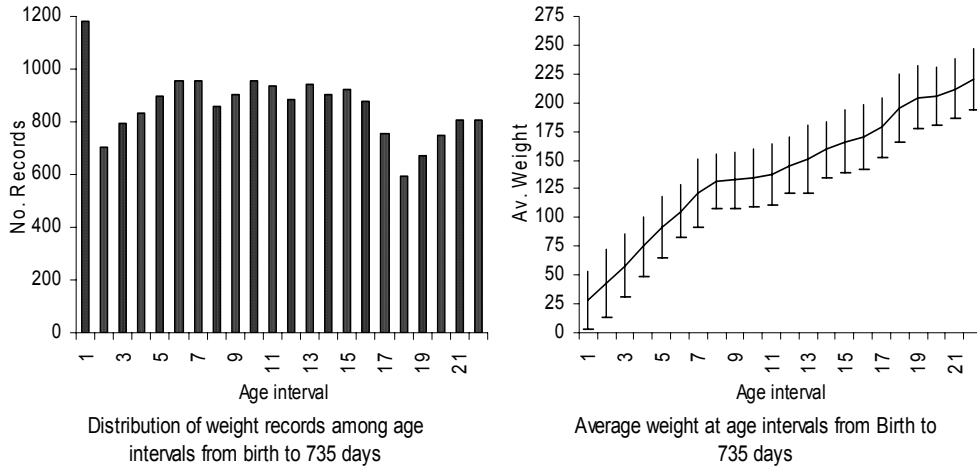 1200
1000
800
600
400
200
0
No. Records
1 3 5 7 9 11 13 15 17 19 21
Age interval
Distribution of weight records among age
intervals from birth to 735 days
275
250
225
200
175
150
125
100
75
50
25
0
Av. Weight
1 3 5 7 9 11 13 15 17 19 21
Age interval
Average weight at age intervals from Birth to
735 days